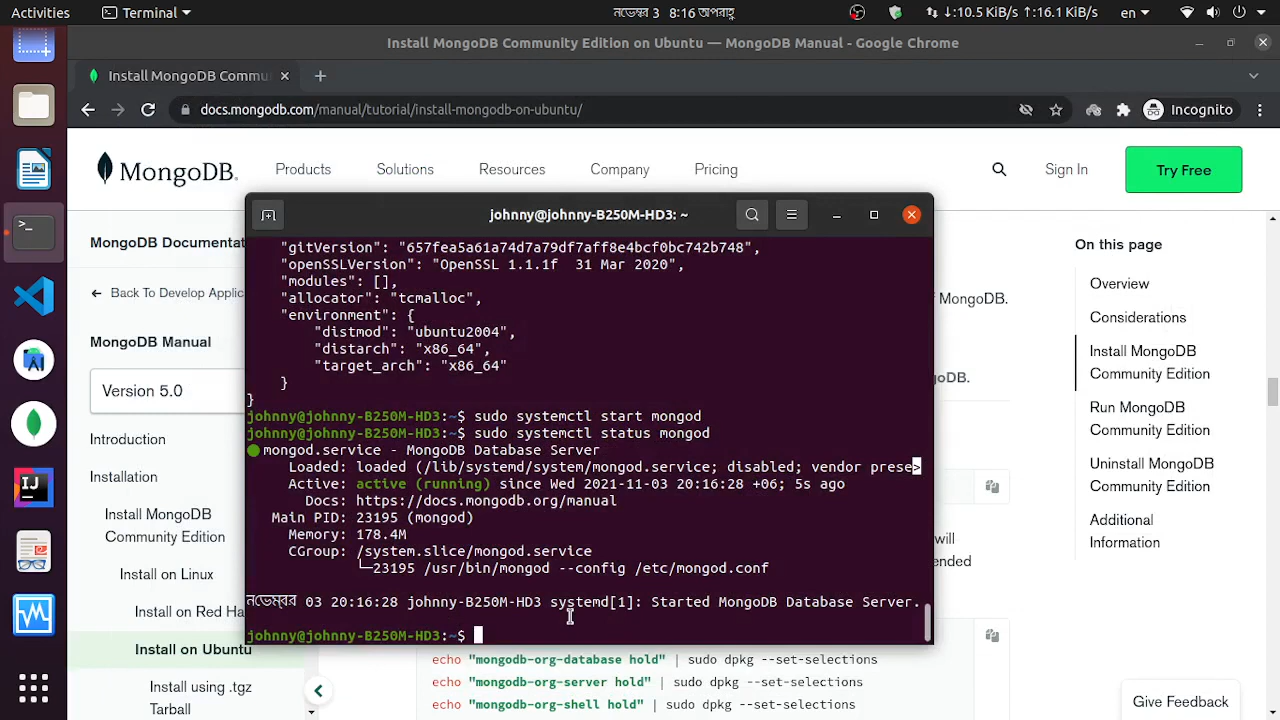 Activities
Terminal
নভেম্বর 3 8:16 অপরাহ্ণ
↓:10.5 KiB/s ↑:16.1 KiB/s
en
Install MongoDB Community Edition on Ubuntu — MongoDB Manual - Google Chrome
Install MongoDB Commu
docs.mongodb.com/manual/tutorial/install-mongodb-on-ubuntu/
Incognito
MongoDB.
Products
Solutions
Resources
Company
Pricing
Sign In
Try Free
MongoDB Documentat
Back To Develop Applic
MongoDB Manual
Version 5.0
Introduction
Installation
Install MongoDB
Community Edition
Install on Linux
Install on Red Ha
Install on Ubuntu
Install using .tgz
Tarball
johnny@johnny-B250M-HD3: ~
"gitVersion": "657fea5a61a74d7a79df7aff8e4bcf0bc742b748",
"openSSLVersion": "OpenSSL 1.1.1f  31 Mar 2020",
"modules": [],
"allocator": "tcmalloc",
"environment": {
"distmod": "ubuntu2004",
"distarch": "x86_64",
"target_arch": "x86_64"
}
}
johnny@johnny-B250M-HD3:~$ sudo systemctl start mongod
johnny@johnny-B250M-HD3:~$ sudo systemctl status mongod
mongod.service - MongoDB Database Server
Loaded: loaded (/lib/systemd/system/mongod.service; disabled; vendor prese>
Active: active (running) since Wed 2021-11-03 20:16:28 +06; 5s ago
Docs: https://docs.mongodb.org/manual
Main PID: 23195 (mongod)
Memory: 178.4M
CGroup: /system.slice/mongod.service
└─23195 /usr/bin/mongod --config /etc/mongod.conf
নভেম্বর 03 20:16:28 johnny-B250M-HD3 systemd[1]: Started MongoDB Database Server.
johnny@johnny-B250M-HD3:~$
f MongoDB.
goDB.
will
ended
echo "mongodb-org-database hold" | sudo dpkg --set-selections
echo "mongodb-org-server hold" | sudo dpkg --set-selections
echo "mongodb-org-shell hold" | sudo dpkg --set-selections
On this page
Overview
Considerations
Install MongoDB
Community Edition
Run MongoDB
Community Edition
Uninstall MongoDB
Community Edition
Additional
Information
Give Feedback